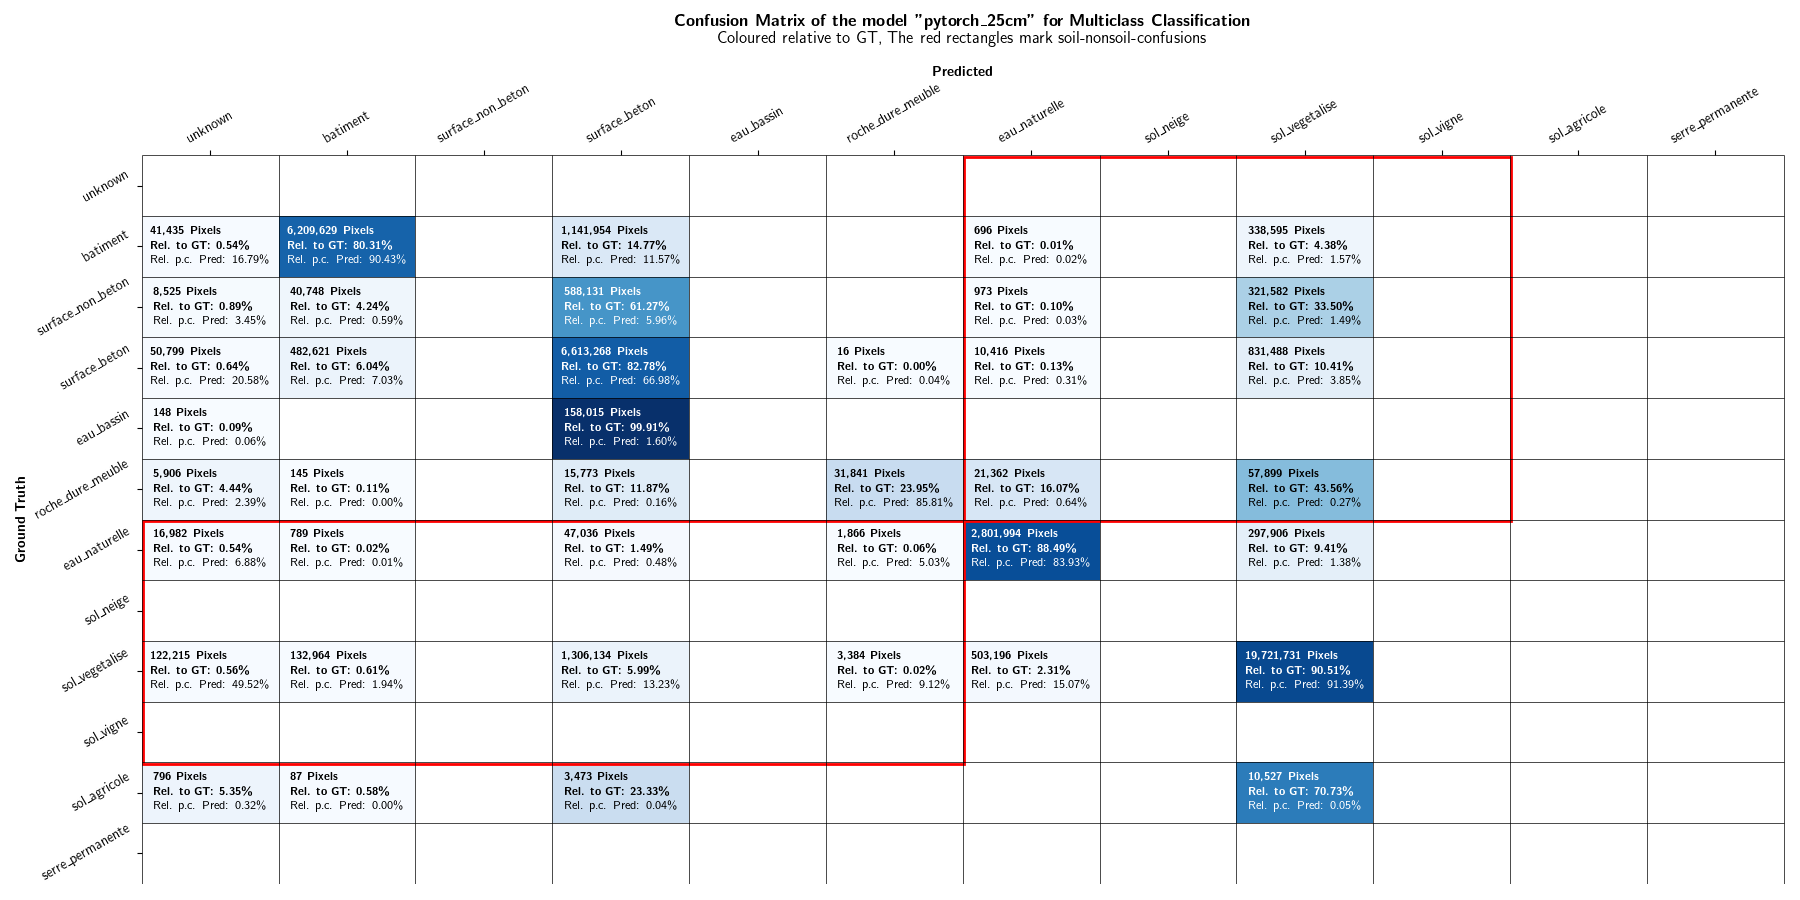 Confusion Matrix of the model "pytorch_25cm" for Multiclass Classification
Coloured relative to GT, The red rectangles mark soil-nonsoil-confusions
Predicted
unknown batiment surface_non_beton surface_beton eau_bassin roche_dure_meuble eau_naturelle sol_neige sol_vegetalise sol_vigne sol_agricole serre_permanente
Ground Truth
unknown
batiment
41,435 Pixels 6,209,629 Pixels 1,141,954 Pixels 696 Pixels 338,595 Pixels
Rel. to GT: 0.54% Rel. to GT: 80.31% Rel. to GT: 14.77% Rel. to GT: 0.01% Rel. to GT: 4.38%
Rel. p.c. Pred: 16.79% Rel. p.c. Pred: 90.43% Rel. p.c. Pred: 11.57% Rel. p.c. Pred: 0.02% Rel. p.c. Pred: 1.57%
surface_non_beton
8,525 Pixels 40,748 Pixels 588,131 Pixels 973 Pixels 321,582 Pixels
Rel. to GT: 0.89% Rel. to GT: 4.24% Rel. to GT: 61.27% Rel. to GT: 0.10% Rel. to GT: 33.50%
Rel. p.c. Pred: 3.45% Rel. p.c. Pred: 0.59% Rel. p.c. Pred: 5.96% Rel. p.c. Pred: 0.03% Rel. p.c. Pred: 1.49%
surface_beton
50,799 Pixels 482,621 Pixels 6,613,268 Pixels 16 Pixels 10,416 Pixels 831,488 Pixels
Rel. to GT: 0.64% Rel. to GT: 6.04% Rel. to GT: 82.78% Rel. to GT: 0.00% Rel. to GT: 0.13% Rel. to GT: 10.41%
Rel. p.c. Pred: 20.58% Rel. p.c. Pred: 7.03% Rel. p.c. Pred: 66.98% Rel. p.c. Pred: 0.04% Rel. p.c. Pred: 0.31% Rel. p.c. Pred: 3.85%
eau_bassin
148 Pixels 158,015 Pixels
Rel. to GT: 0.09% Rel. to GT: 99.91%
Rel. p.c. Pred: 0.06% Rel. p.c. Pred: 1.60%
roche_dure_meuble
5,906 Pixels 145 Pixels 15,773 Pixels 31,841 Pixels 21,362 Pixels 57,899 Pixels
Rel. to GT: 4.44% Rel. to GT: 0.11% Rel. to GT: 11.87% Rel. to GT: 23.95% Rel. to GT: 16.07% Rel. to GT: 43.56%
Rel. p.c. Pred: 2.39% Rel. p.c. Pred: 0.00% Rel. p.c. Pred: 0.16% Rel. p.c. Pred: 85.81% Rel. p.c. Pred: 0.64% Rel. p.c. Pred: 0.27%
eau_naturelle
16,982 Pixels 789 Pixels 47,036 Pixels 1,866 Pixels 2,801,994 Pixels 297,906 Pixels
Rel. to GT: 0.54% Rel. to GT: 0.02% Rel. to GT: 1.49% Rel. to GT: 0.06% Rel. to GT: 88.49% Rel. to GT: 9.41%
Rel. p.c. Pred: 6.88% Rel. p.c. Pred: 0.01% Rel. p.c. Pred: 0.48% Rel. p.c. Pred: 5.03% Rel. p.c. Pred: 83.93% Rel. p.c. Pred: 1.38%
sol_neige
sol_vegetalise
122,215 Pixels 132,964 Pixels 1,306,134 Pixels 3,384 Pixels 503,196 Pixels 19,721,731 Pixels
Rel. to GT: 0.56% Rel. to GT: 0.61% Rel. to GT: 5.99% Rel. to GT: 0.02% Rel. to GT: 2.31% Rel. to GT: 90.51%
Rel. p.c. Pred: 49.52% Rel. p.c. Pred: 1.94% Rel. p.c. Pred: 13.23% Rel. p.c. Pred: 9.12% Rel. p.c. Pred: 15.07% Rel. p.c. Pred: 91.39%
sol_vigne
sol_agricole
796 Pixels 87 Pixels 3,473 Pixels 10,527 Pixels
Rel. to GT: 5.35% Rel. to GT: 0.58% Rel. to GT: 23.33% Rel. to GT: 70.73%
Rel. p.c. Pred: 0.32% Rel. p.c. Pred: 0.00% Rel. p.c. Pred: 0.04% Rel. p.c. Pred: 0.05%
serre_permanente